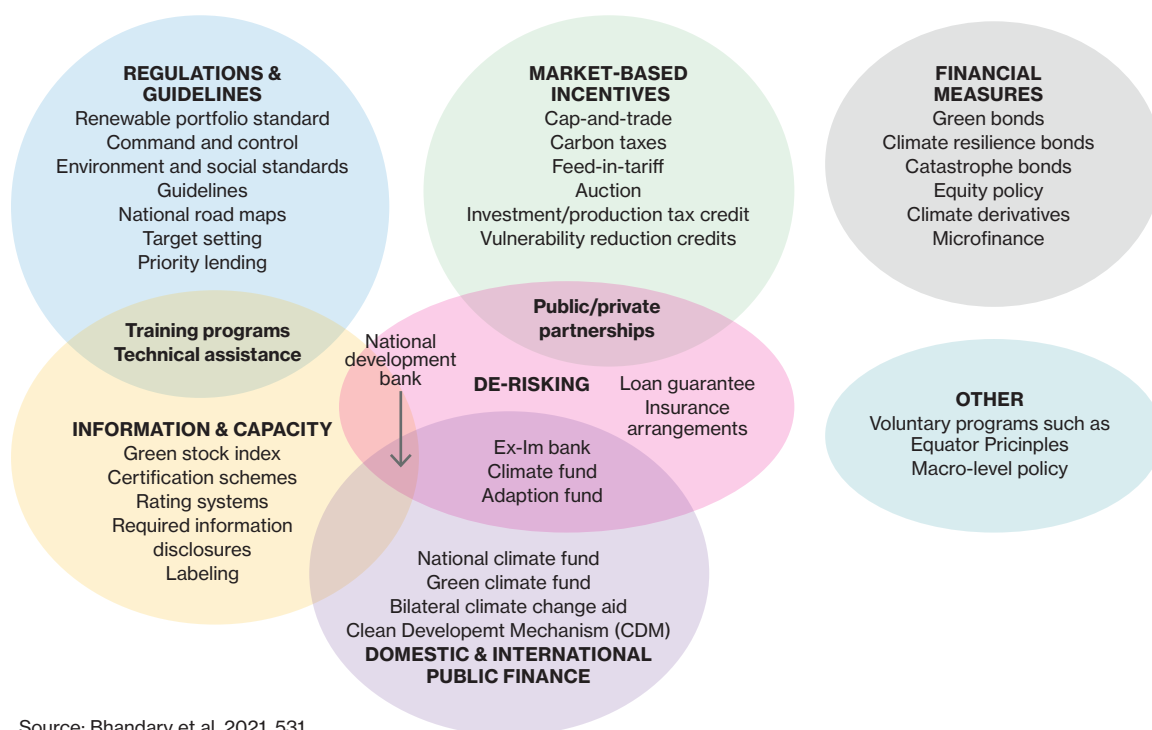 REGULATIONS &
GUIDELINES
Renewable portfolio standard
Command and control
Environment and social standards
Guidelines
National road maps
Target setting
Priority lending
MARKET-BASED
INCENTIVES
Cap-and-trade
Carbon taxes
Feed-in-tariff
Auction
Investment/production tax credit
Vulnerability reduction credits
FINANCIAL
MEASURES
Green bonds
Climate resilience bonds
Catastrophe bonds
Equity policy
Climate derivatives
Microfinance
Training programs
Technical assistance
National
development
bank
Public/private
partnerships
DE-RISKING
Loan guarantee
Insurance
arrangements
Ex-Im bank
Climate fund
Adaption fund
OTHER
Voluntary programs such as
Equator Pricinples
Macro-level policy
INFORMATION & CAPACITY
Green stock index
Certification schemes
Rating systems
Required information
disclosures
Labeling
National climate fund
Green climate fund
Bilateral climate change aid
Clean Developemt Mechanism (CDM)
DOMESTIC & INTERNATIONAL
PUBLIC FINANCE
Source: Bhandary et al. 2021, 531